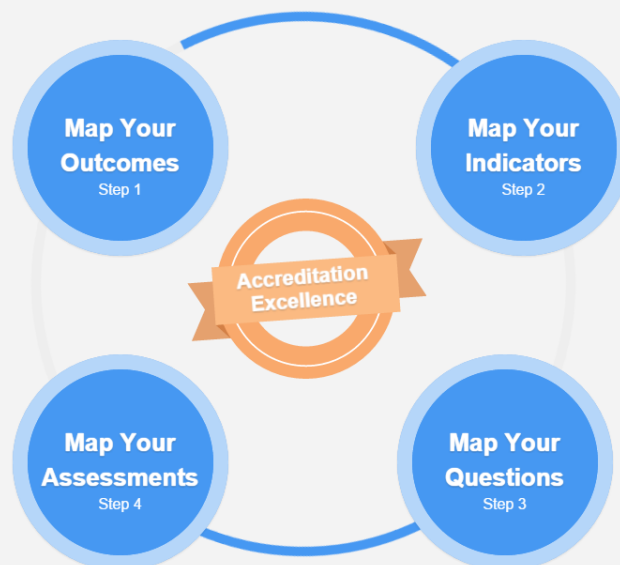 Map Your
Outcomes
Step 1
Map Your
Indicators
Step 2
Accreditation
Excellence
Map Your
Assessments
Step 4
Map Your
Questions
Step 3